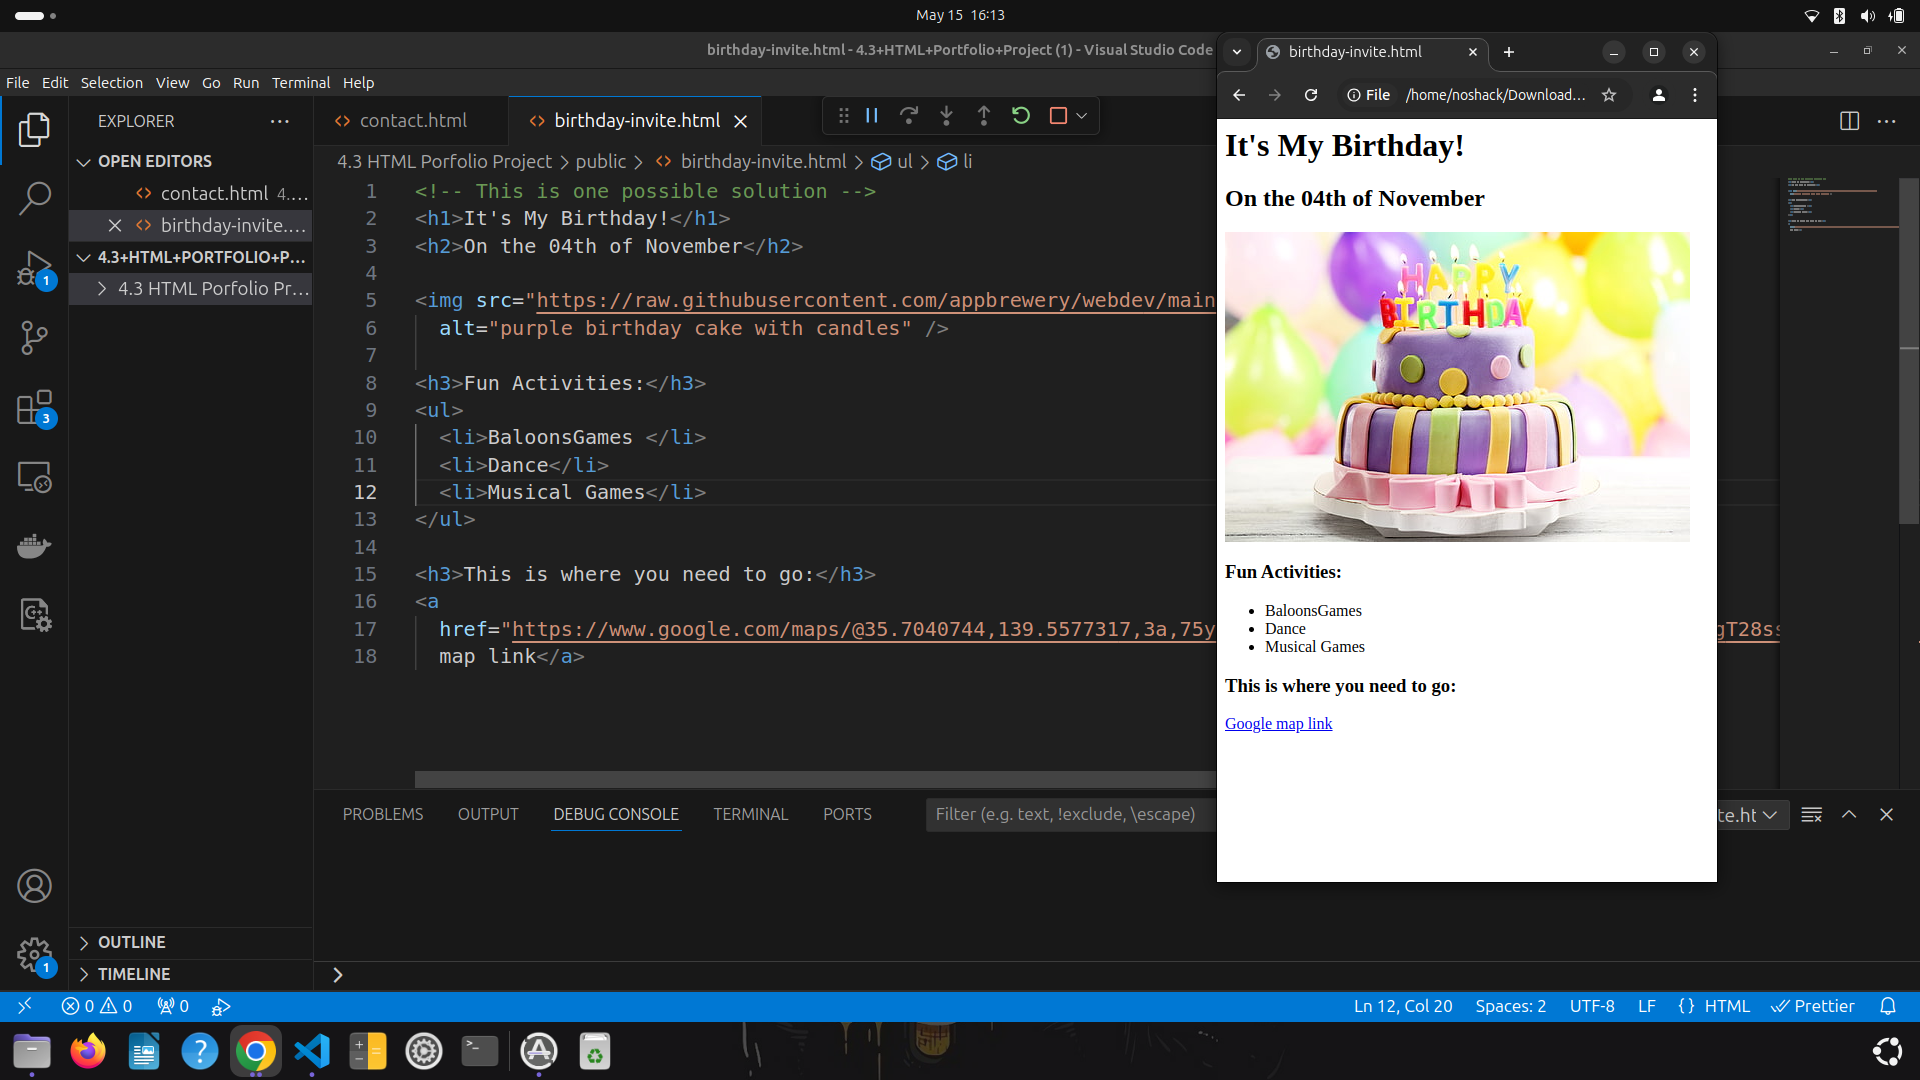 May 15 16:13
birthday-invite.html - 4.3+HTML+Portfolio+Project (1) - Visual Studio Code
File Edit Selection View Go Run Terminal Help
EXPLORER
OPEN EDITORS
contact.html 4....
birthday-invite....
4.3+HTML+PORTFOLIO+P...
4.3 HTML Porfolio Pr...
OUTLINE
TIMELINE
1
3
1
contact.html
birthday-invite.html
4.3 HTML Porfolio Project > public > birthday-invite.html > ul > li
1 <!-- This is one possible solution -->
2 <h1>It's My Birthday!</h1>
3 <h2>On the 04th of November</h2>
4
5 <img src="https://raw.githubusercontent.com/appbrewery/webdev/main
6 alt="purple birthday cake with candles" />
7
8 <h3>Fun Activities:</h3>
9 <ul>
10 <li>BaloonsGames </li>
11 <li>Dance</li>
12 <li>Musical Games</li>
13 </ul>
14
15 <h3>This is where you need to go:</h3>
16 <a
17 href="https://www.google.com/maps/@35.7040744,139.5577317,3a,75y gT28ss
18 map link</a>
PROBLEMS OUTPUT DEBUG CONSOLE TERMINAL PORTS
Filter (e.g. text, !exclude, \escape)
te.ht
birthday-invite.html
File /home/noshack/Download...
It's My Birthday!
On the 04th of November
HAPPY
BIRTHDAY
Fun Activities:
BaloonsGames
Dance
Musical Games
This is where you need to go:
Google map link
0 0 0
Ln 12, Col 20 Spaces: 2 UTF-8 LF {} HTML Prettier